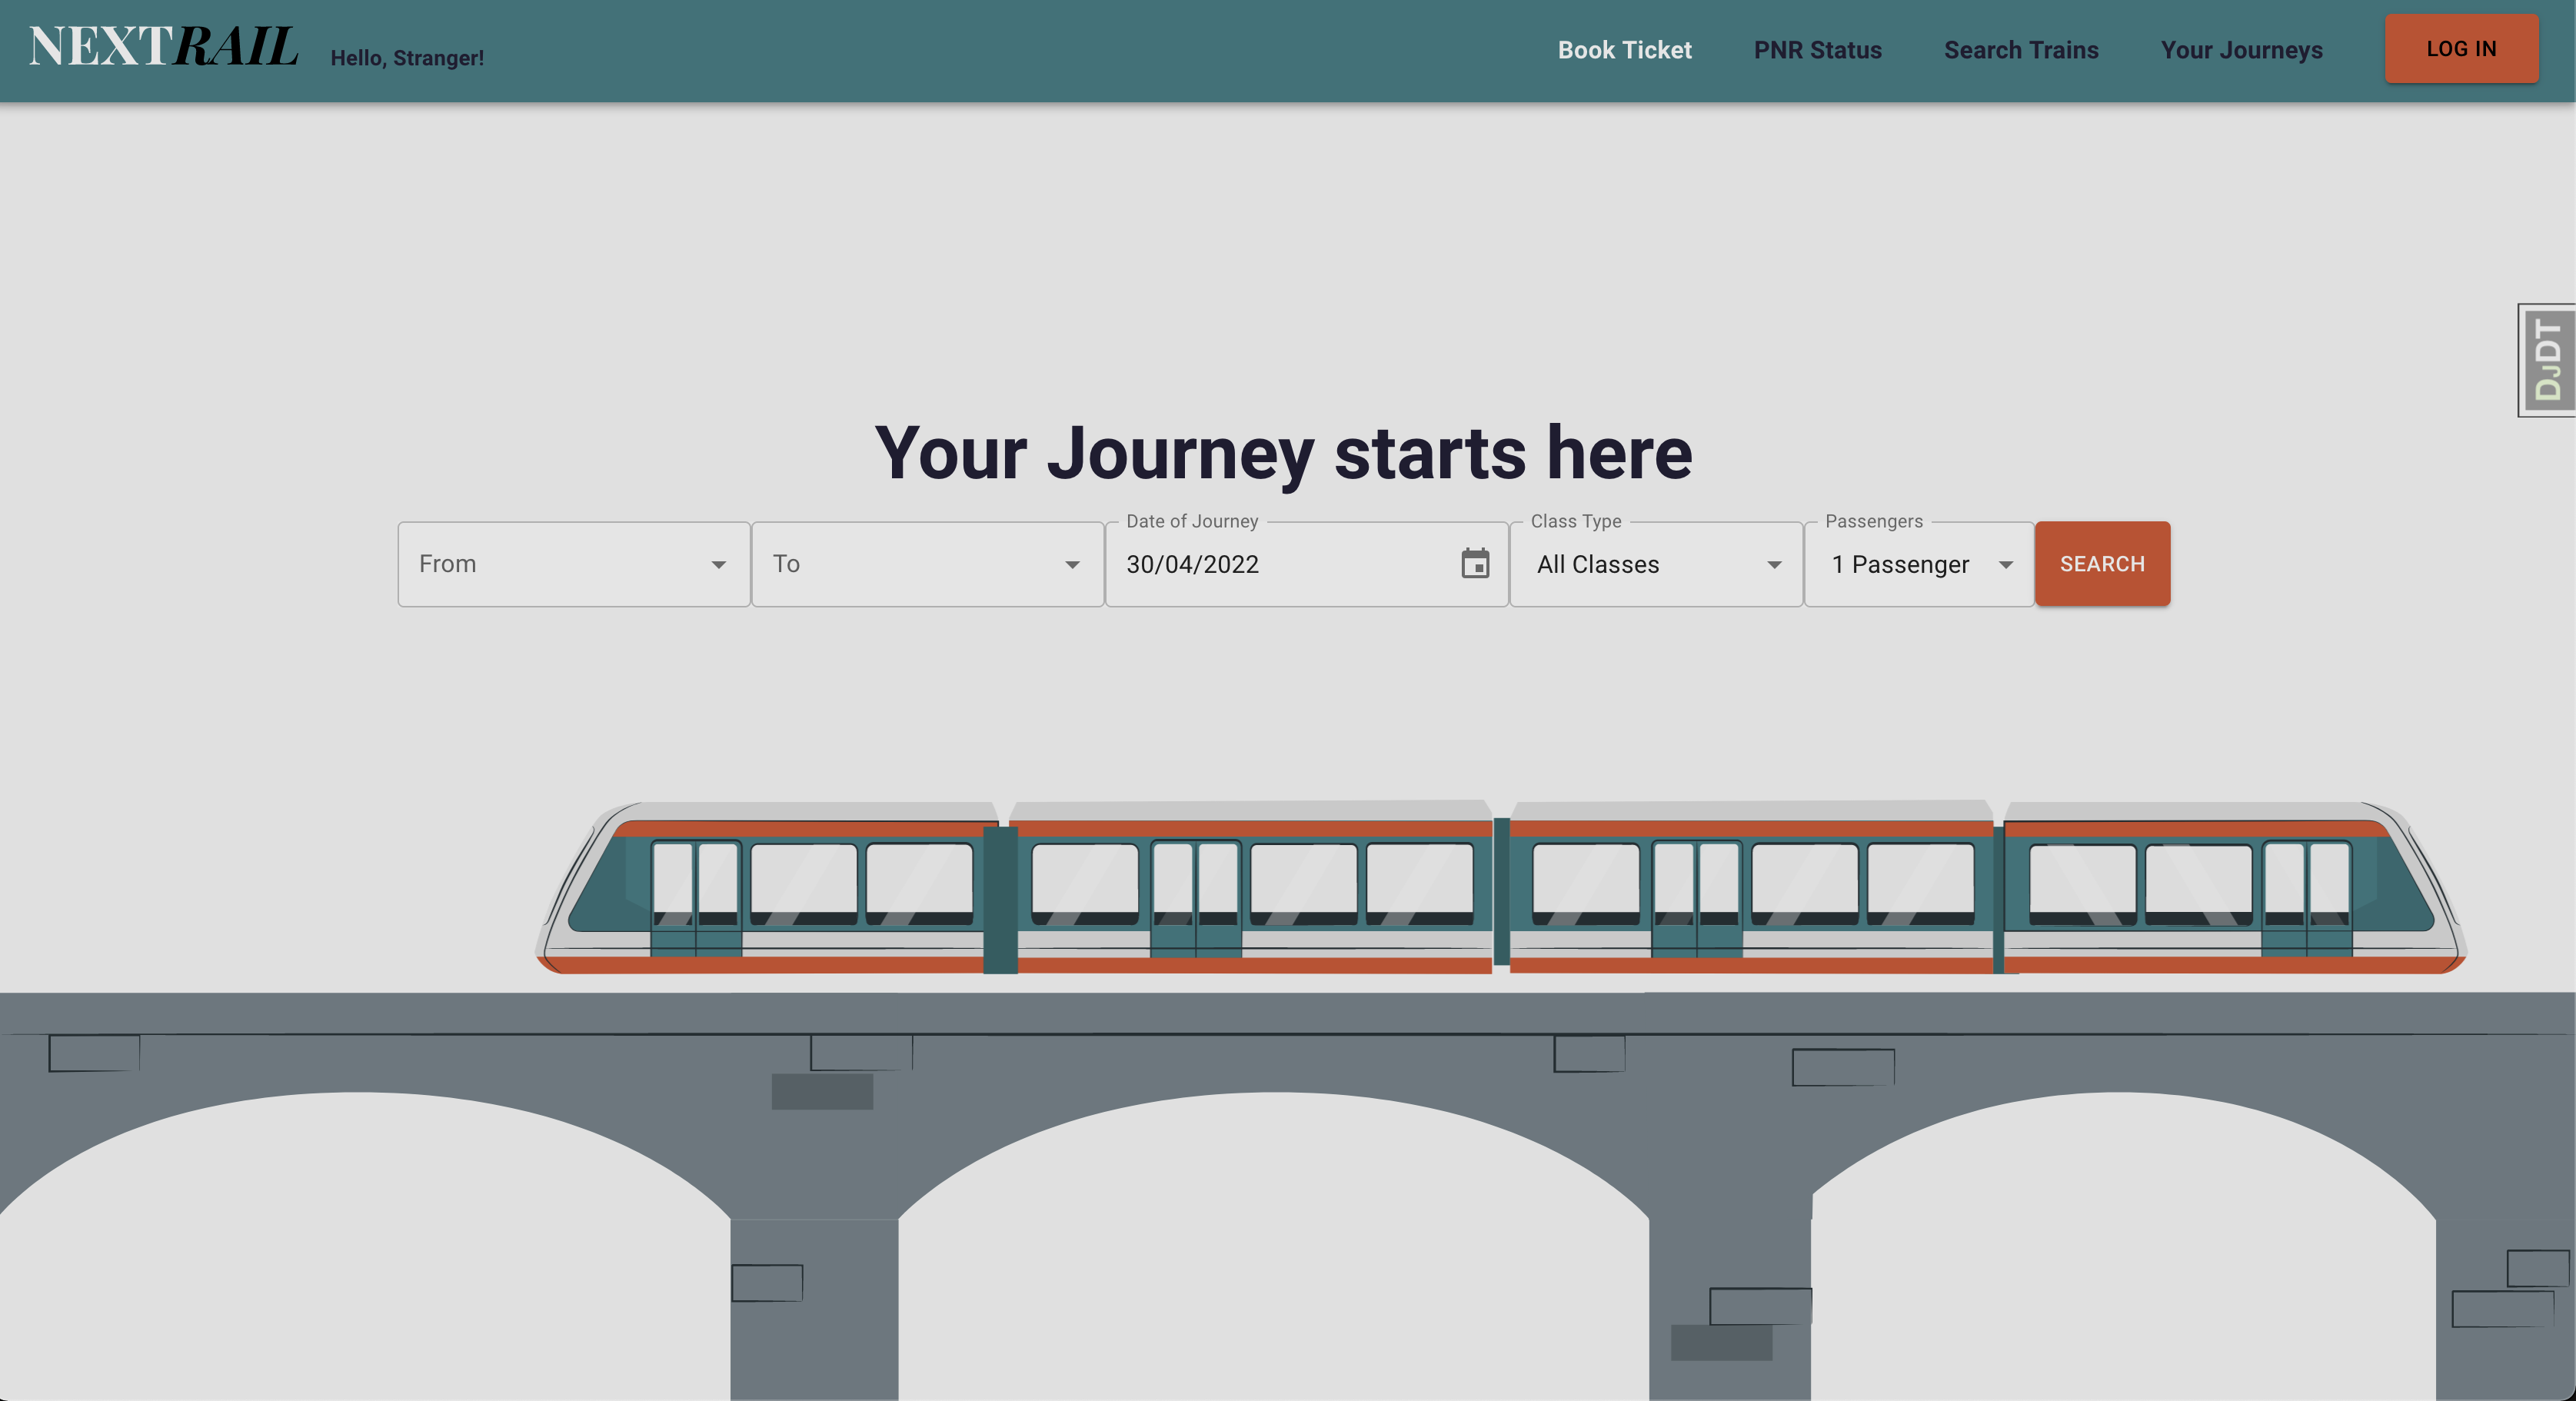 NEXTRAIL Hello, Stranger! Book Ticket PNR Status Search Trains Your Journeys LOG IN
DJDT
Your Journey starts here
Date of Journey Class Type Passengers
From To 30/04/2022 All Classes 1 Passenger SEARCH